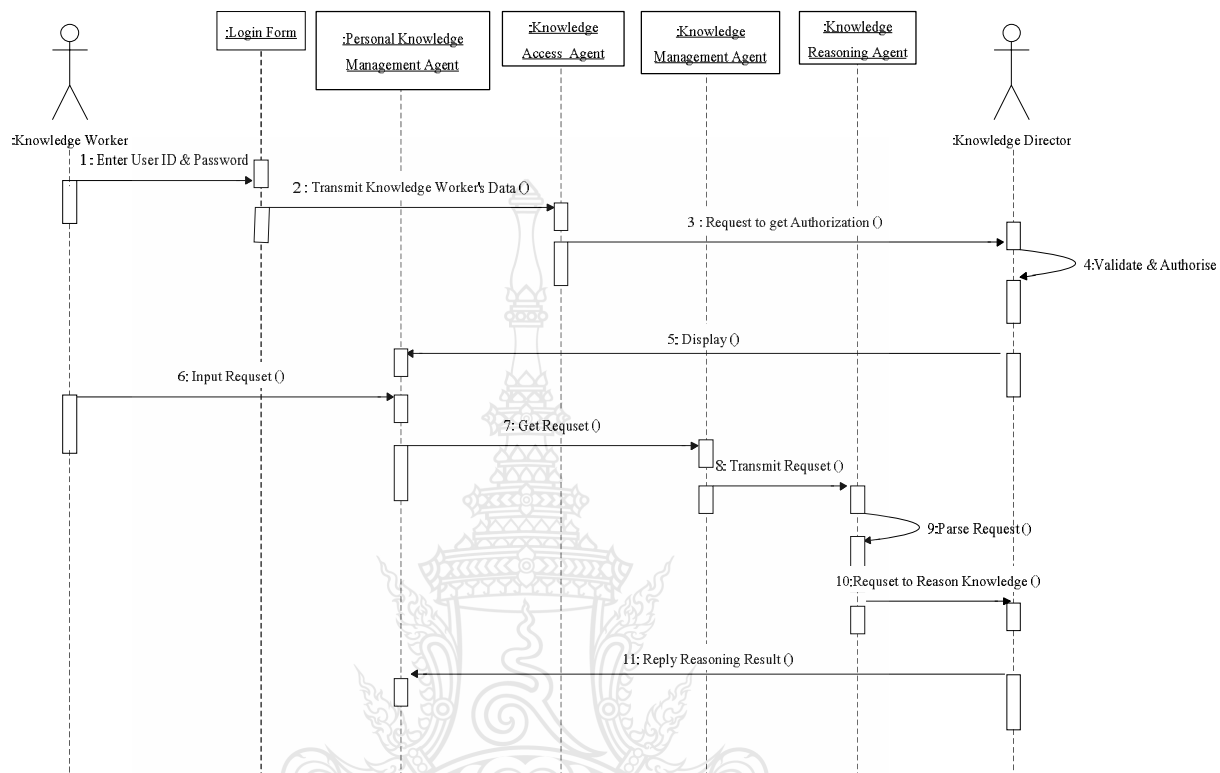 :Login Form
:Personal Knowledge
Management Agent
:Knowledge
Access Agent
:Knowledge
Management Agent
:Knowledge
Reasoning Agent
:Knowledge Worker
:Knowledge Director
1 : Enter User ID & Password
2 : Transmit Knowledge Worker's Data ()
3 : Request to get Authorization ()
4:Validate & Authorise
5: Display ()
6: Input Requset ()
7: Get Requset ()
8: Transmit Requset ()
9:Parse Request ()
10:Requset to Reason Knowledge ()
11: Reply Reasoning Result ()